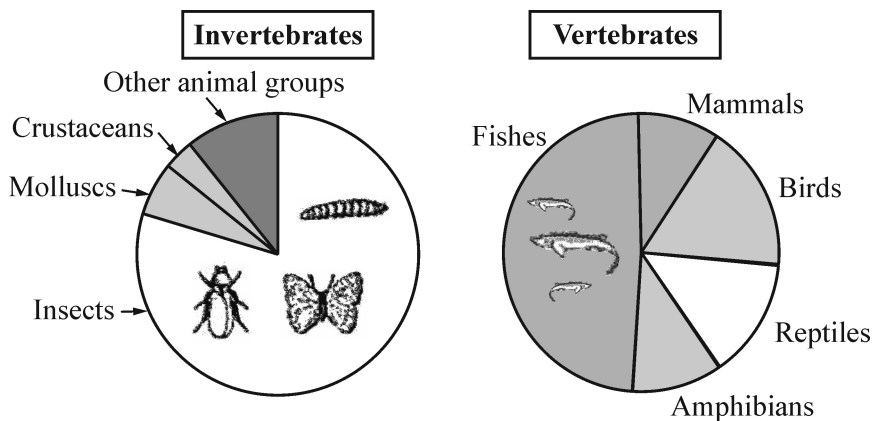 Invertebrates
Other animal groups
Crustaceans
Molluscs
Insects
Vertebrates
Fishes
Mammals
Birds
Reptiles
Amphibians